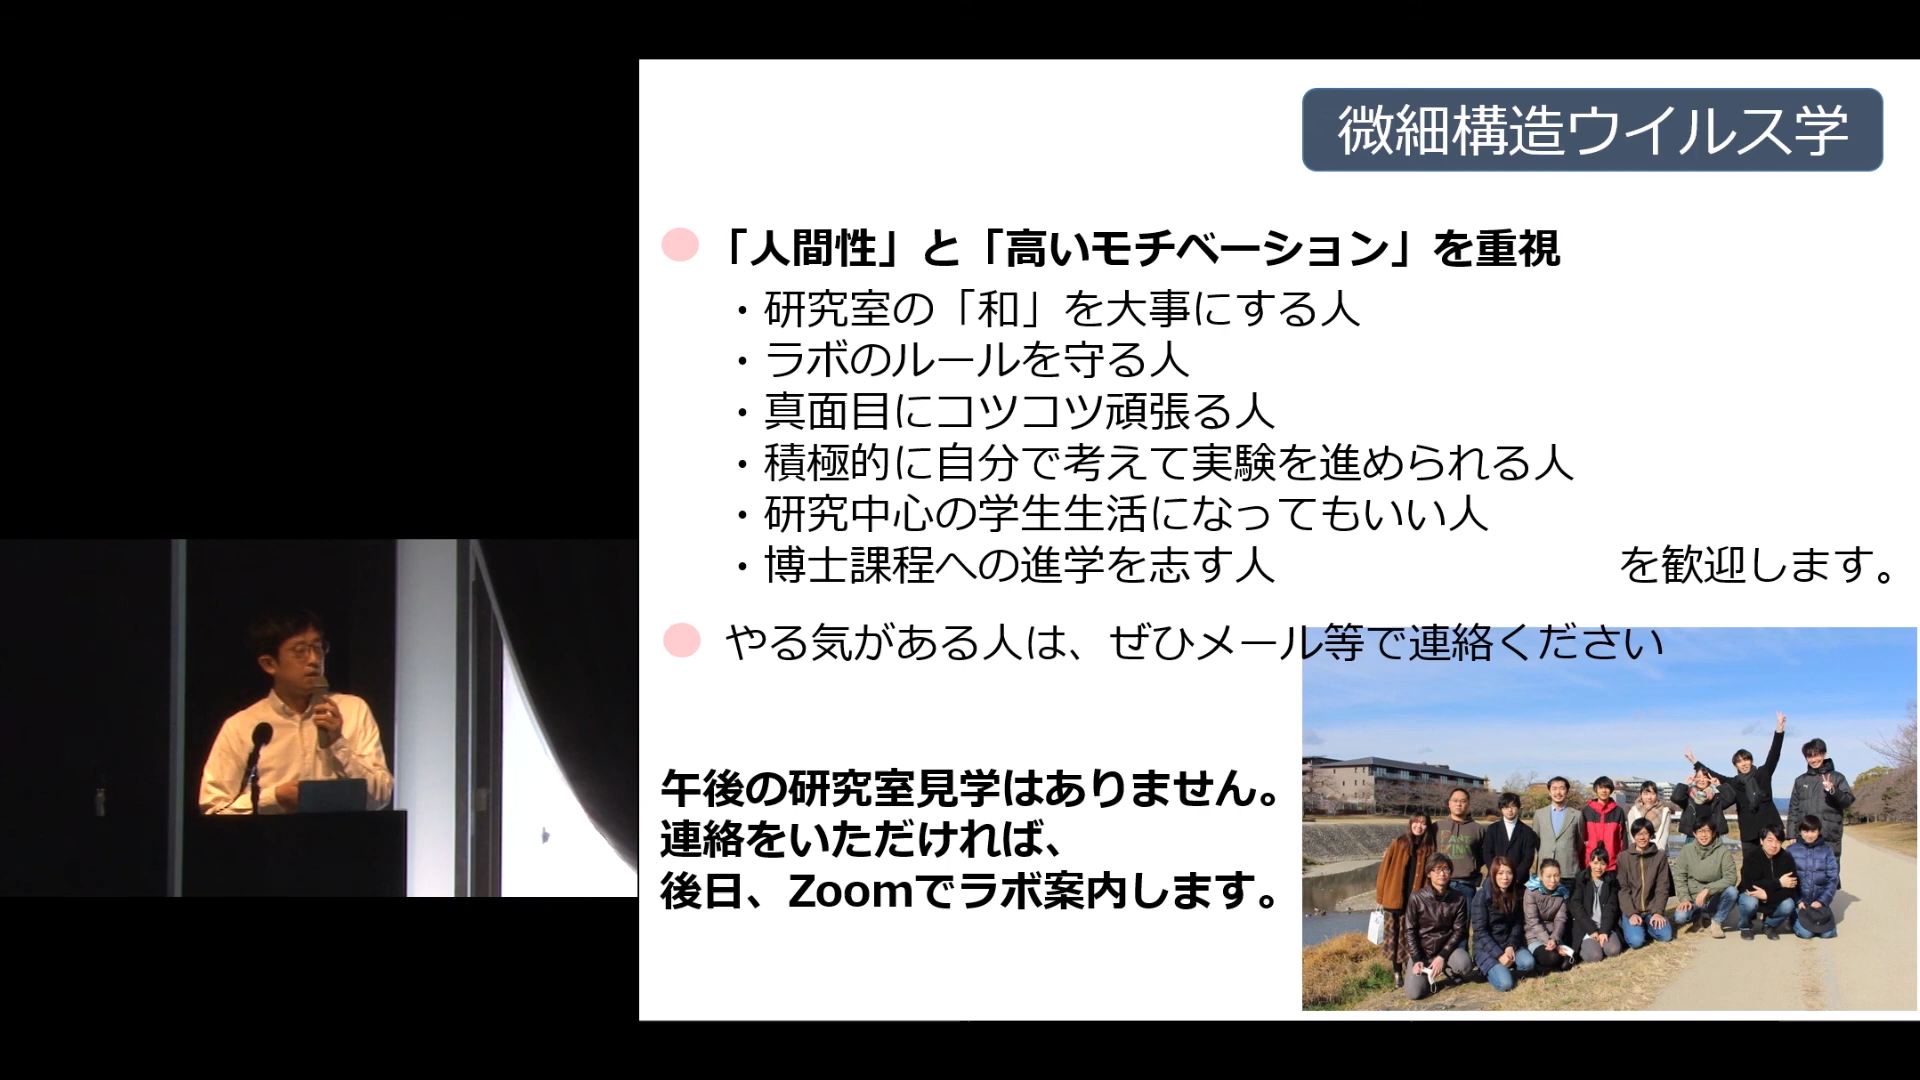 微細構造ウイルス学
「人間性」と「高いモチベーション」を重視
・研究室の「和」を大事にする人
・ラボのルールを守る人
・真面目にコツコツ頑張る人
・積極的に自分で考えて実験を進められる人
・研究中心の学生生活になってもいい人
・博士課程への進学を志す人 を歓迎します。
やる気がある人は、ぜひメール等で連絡ください
午後の研究室見学はありません。
連絡をいただければ、
後日、Zoomでラボ案内します。